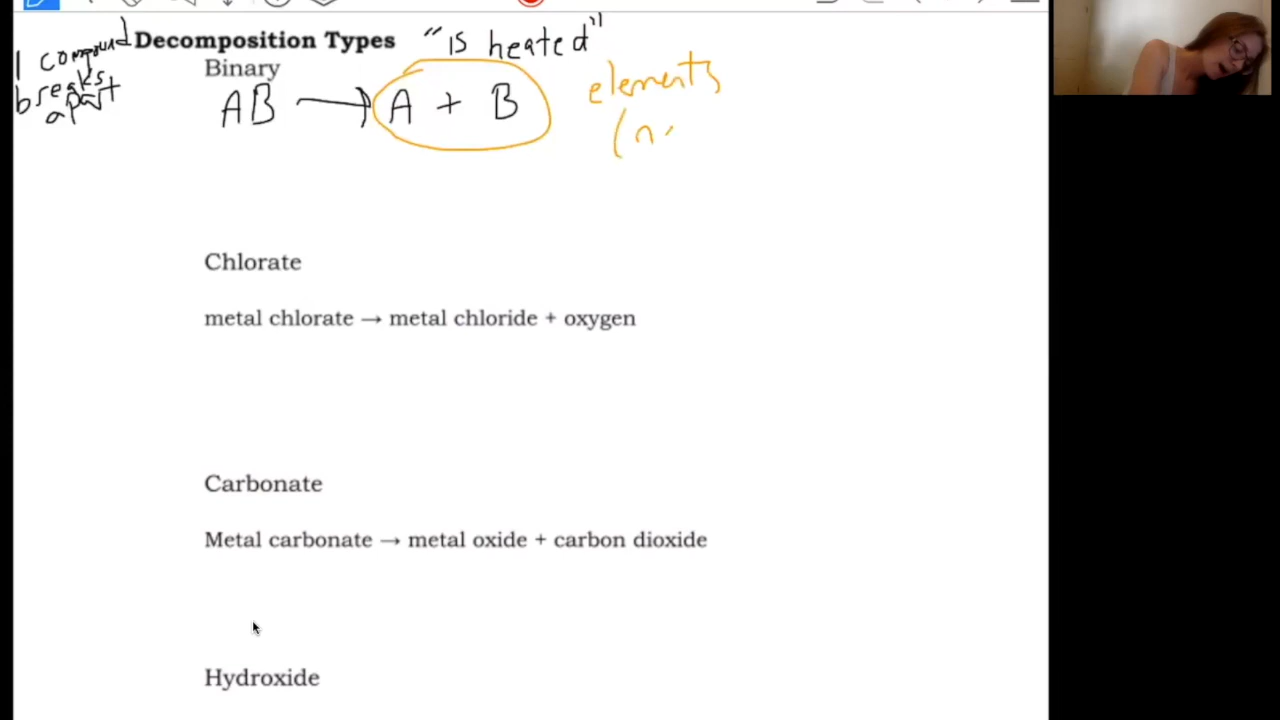 1 compound
breaks
apart
Decomposition Types "is heated"
Binary
AB → A + B
elements
(n
Chlorate
metal chlorate → metal chloride + oxygen
Carbonate
Metal carbonate → metal oxide + carbon dioxide
Hydroxide